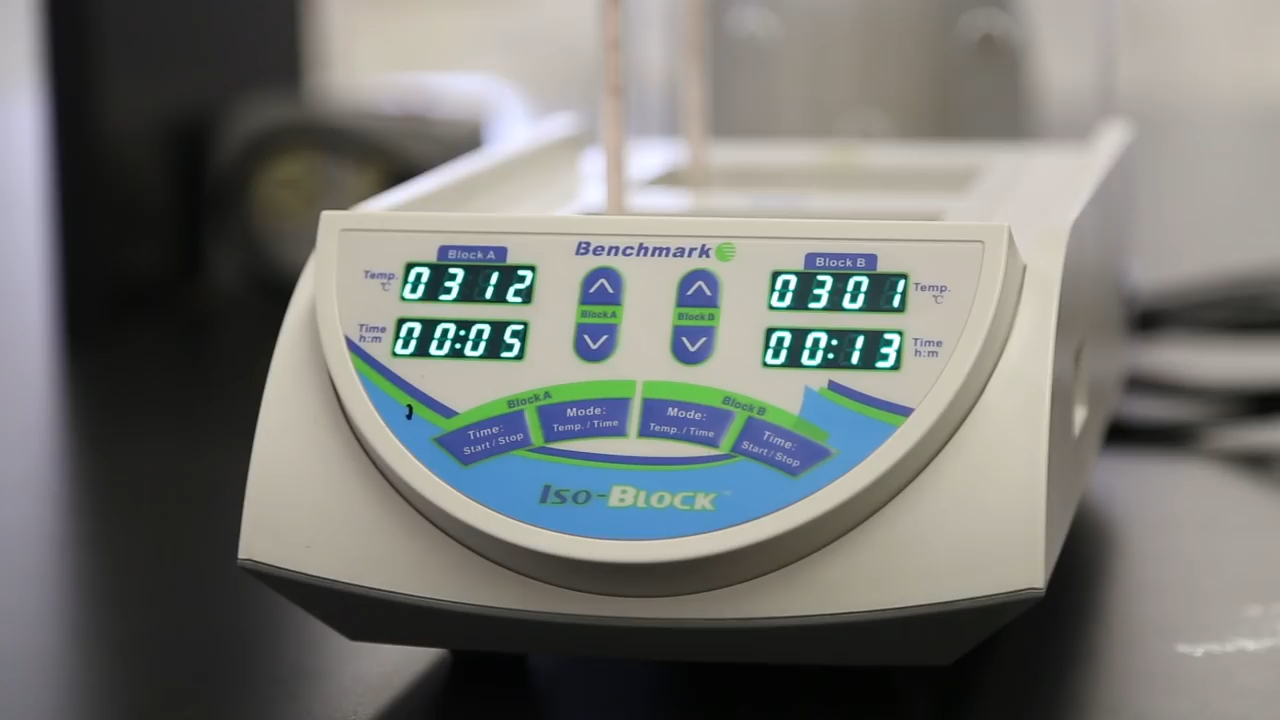 Benchmark
Block A
Temp.
℃
0312
Time
h:m
00:05
Block A
Block B
Block B
0301
Temp.
℃
00:13
Time
h:m
Block A
Time:
Start / Stop
Mode:
Temp. / Time
Block B
Mode:
Temp. / Time
Time:
Start / Stop
Iso-Block™